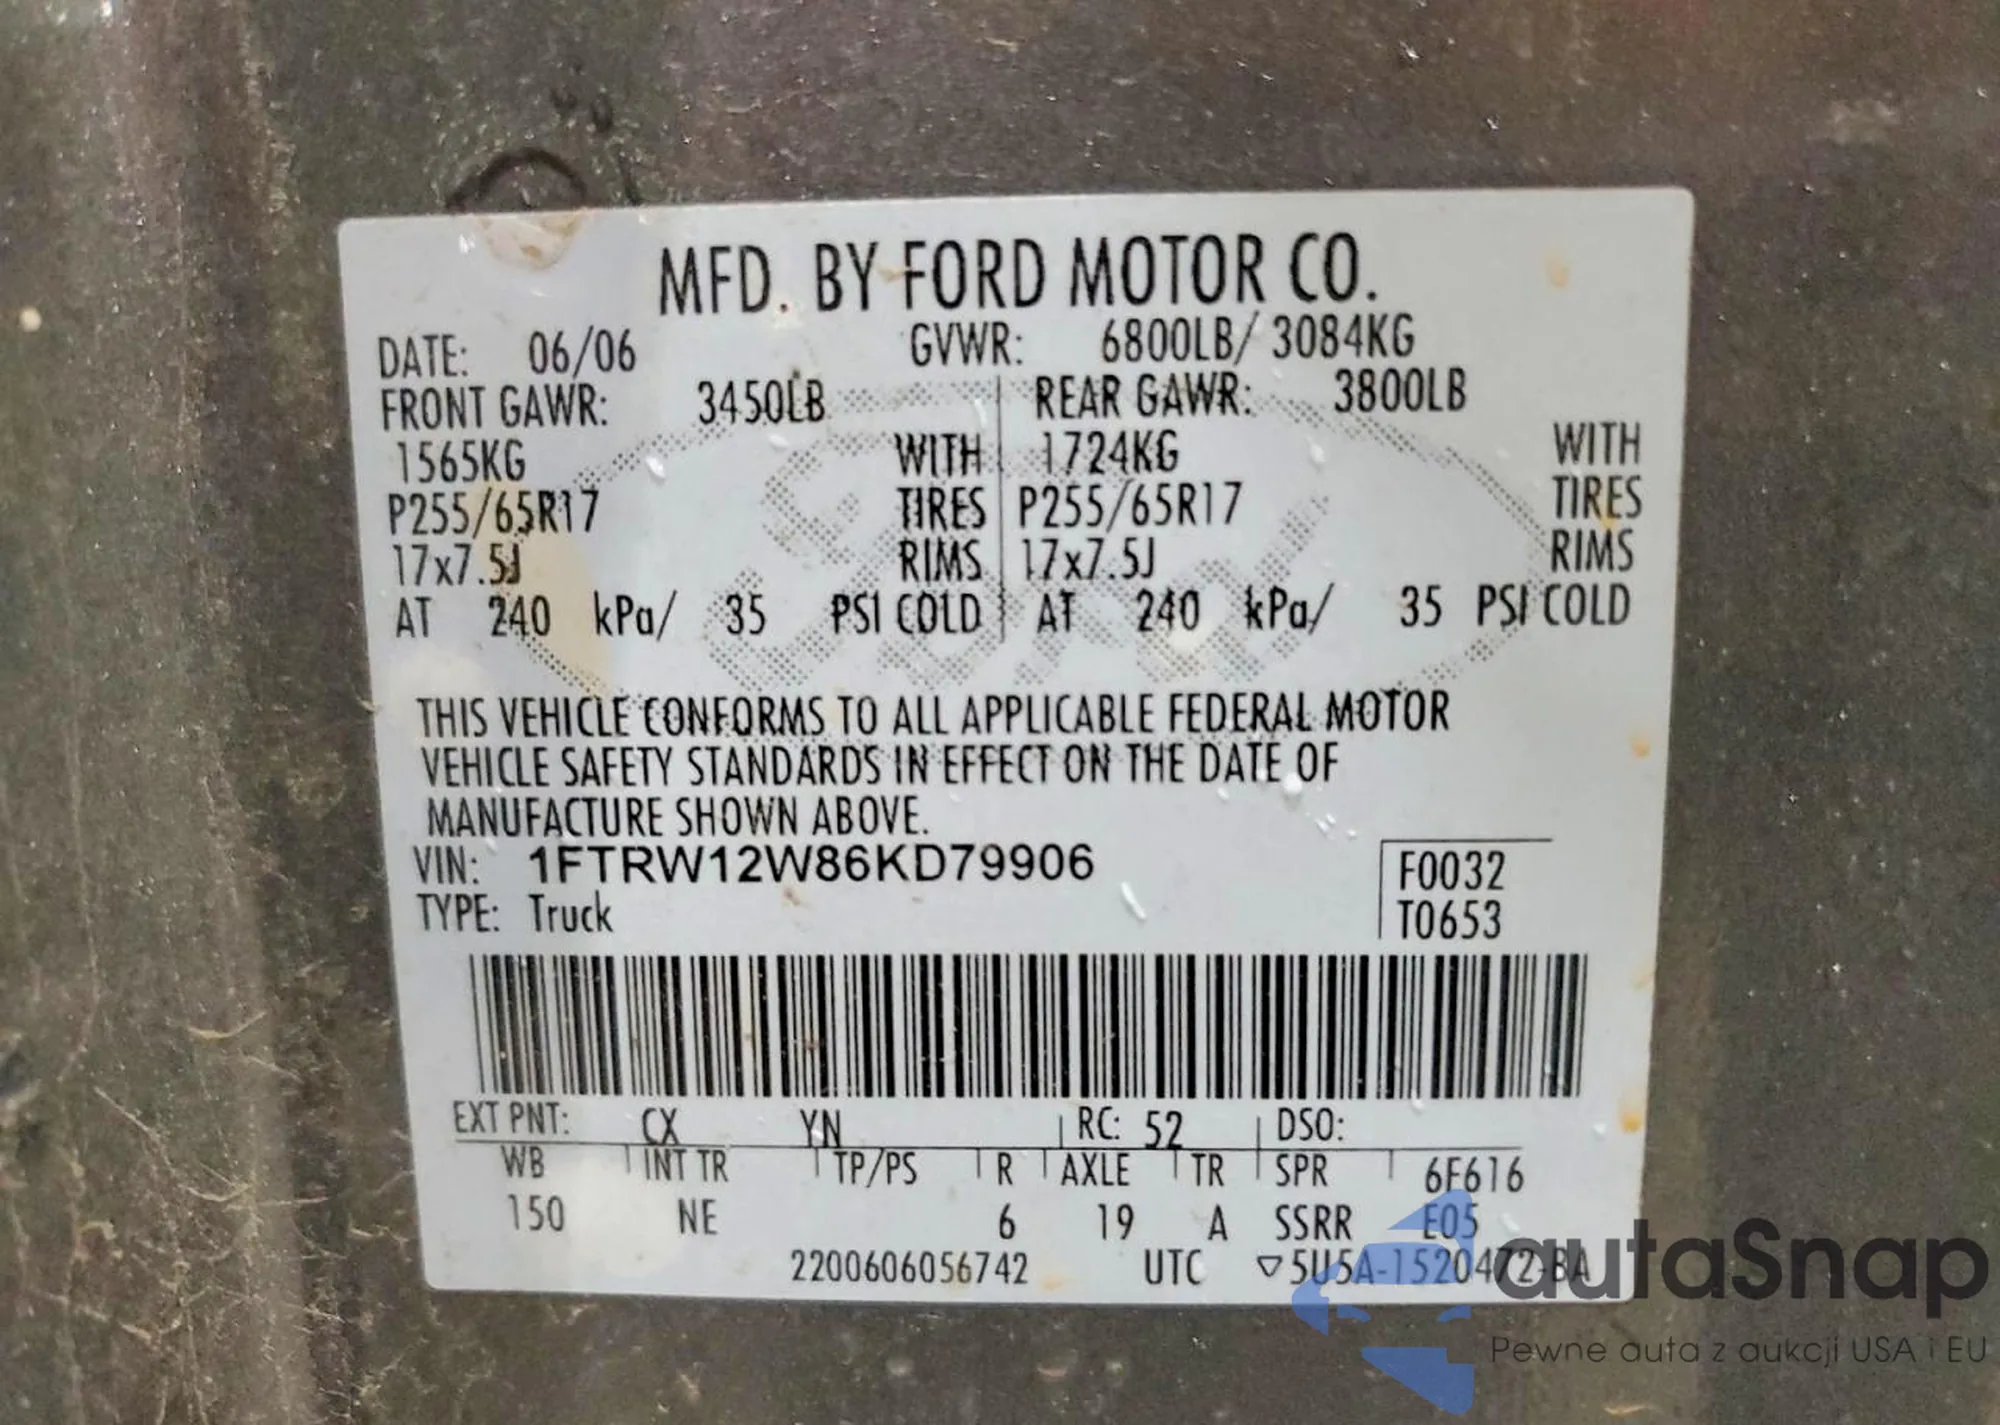 MFD. BY FORD MOTOR CO.
DATE: 06/06 GVWR: 6800LB/ 3084KG
FRONT GAWR: 3450LB REAR GAWR: 3800LB
1565KG WITH 1724KG WITH
P255/65R17 TIRES P255/65R17 TIRES
17x7.5J RIMS 17x7.5J RIMS
AT 240 kPa/ 35 PSI COLD AT 240 kPa/ 35 PSI COLD
THIS VEHICLE CONFORMS TO ALL APPLICABLE FEDERAL MOTOR
VEHICLE SAFETY STANDARDS IN EFFECT ON THE DATE OF
MANUFACTURE SHOWN ABOVE.
VIN: 1FTRW12W86KD79906 F0032
TYPE: Truck T0653
EXT PNT: CX YN RC: 52 DSO:
WB INT TR TP/PS R AXLE TR SPR 6F616
150 NE 6 19 A SSRR E05
2200606056742 UTC ▽5U5A-1520472-BA
autaSnap
Pewne auta z aukcji USA i EU